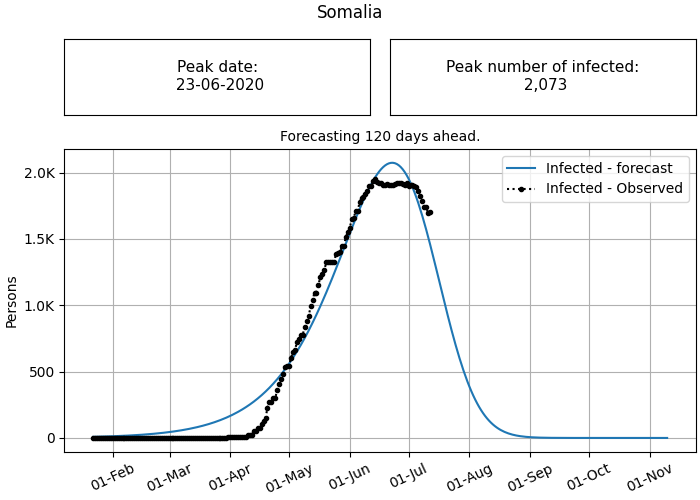 Somalia
Peak date:
23-06-2020
Peak number of infected:
2,073
Forecasting 120 days ahead.
Infected - forecast
Infected - Observed
Persons
2.0K
1.5K
1.0K
500
0
01-Feb
01-Mar
01-Apr
01-May
01-Jun
01-Jul
01-Aug
01-Sep
01-Oct
01-Nov